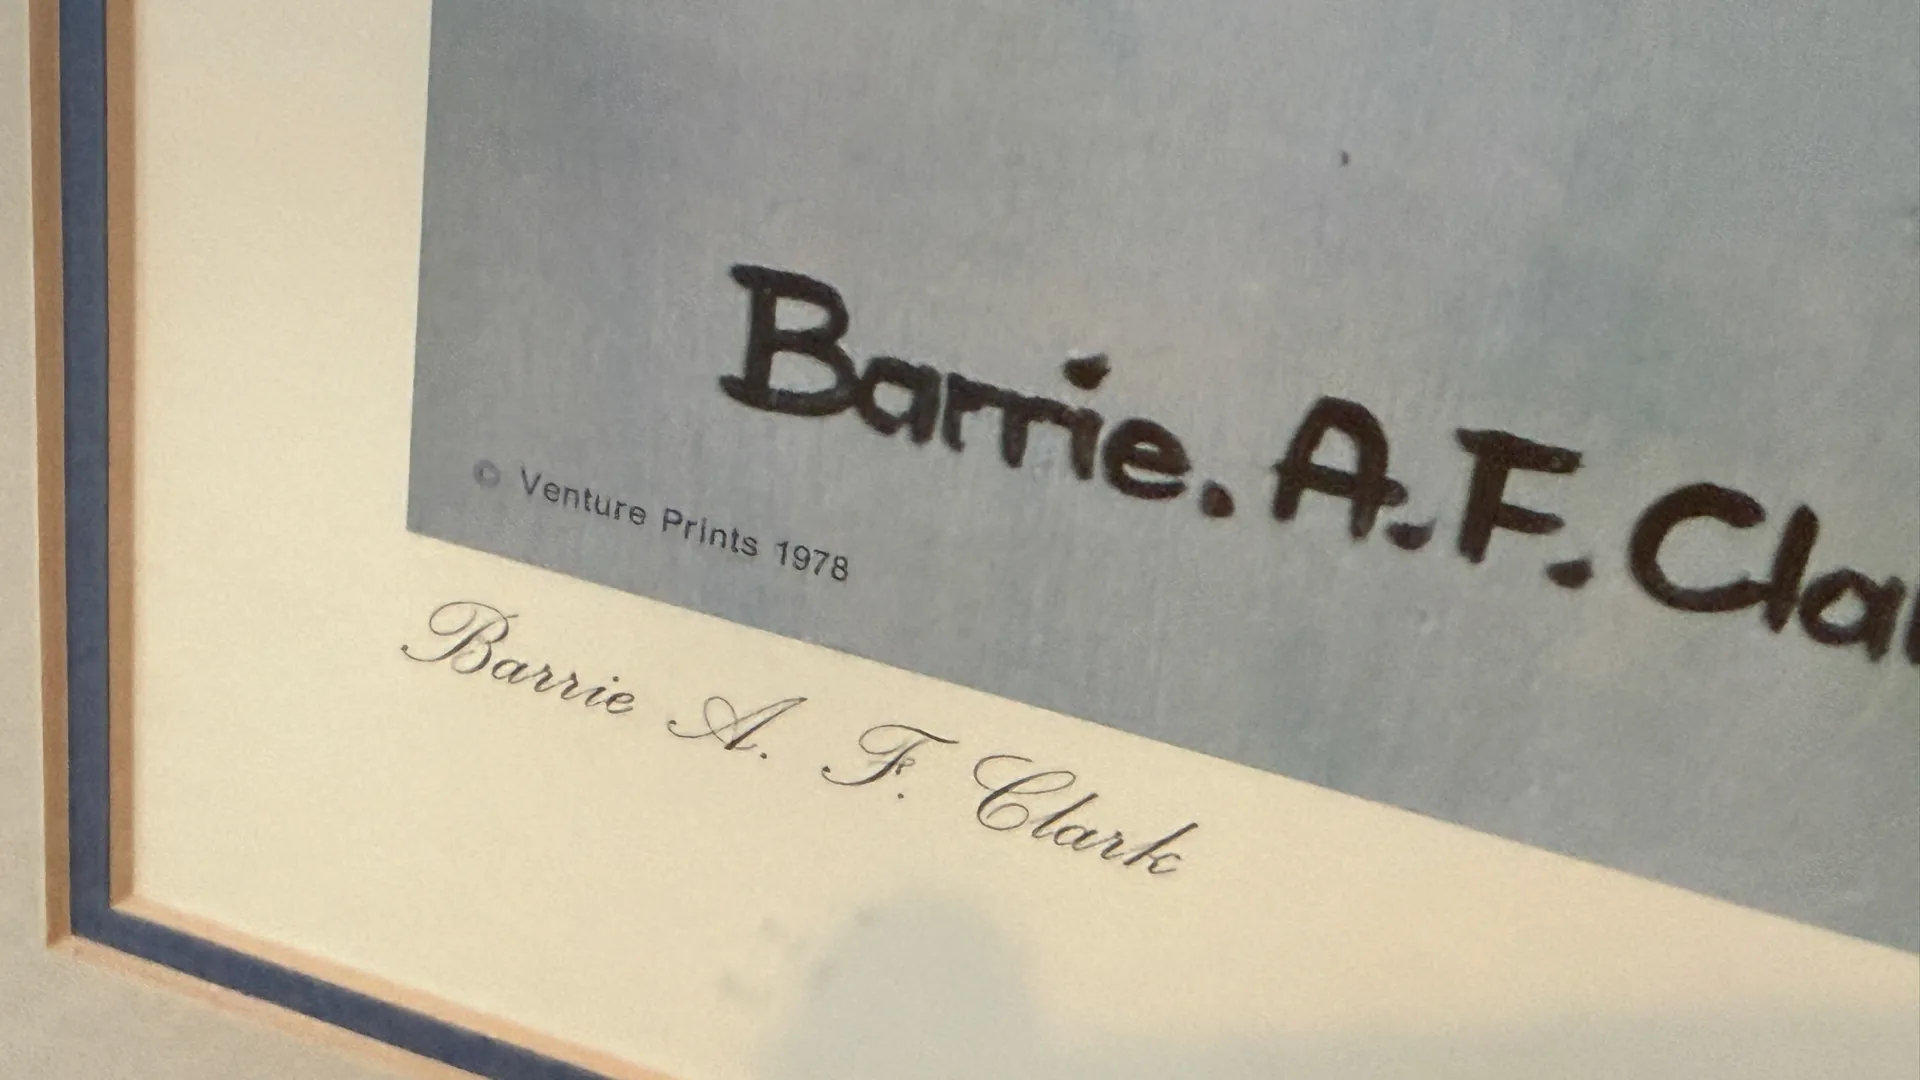 Barrie.A.F.Cla
© Venture Prints 1978
Barrie A. F. Clark